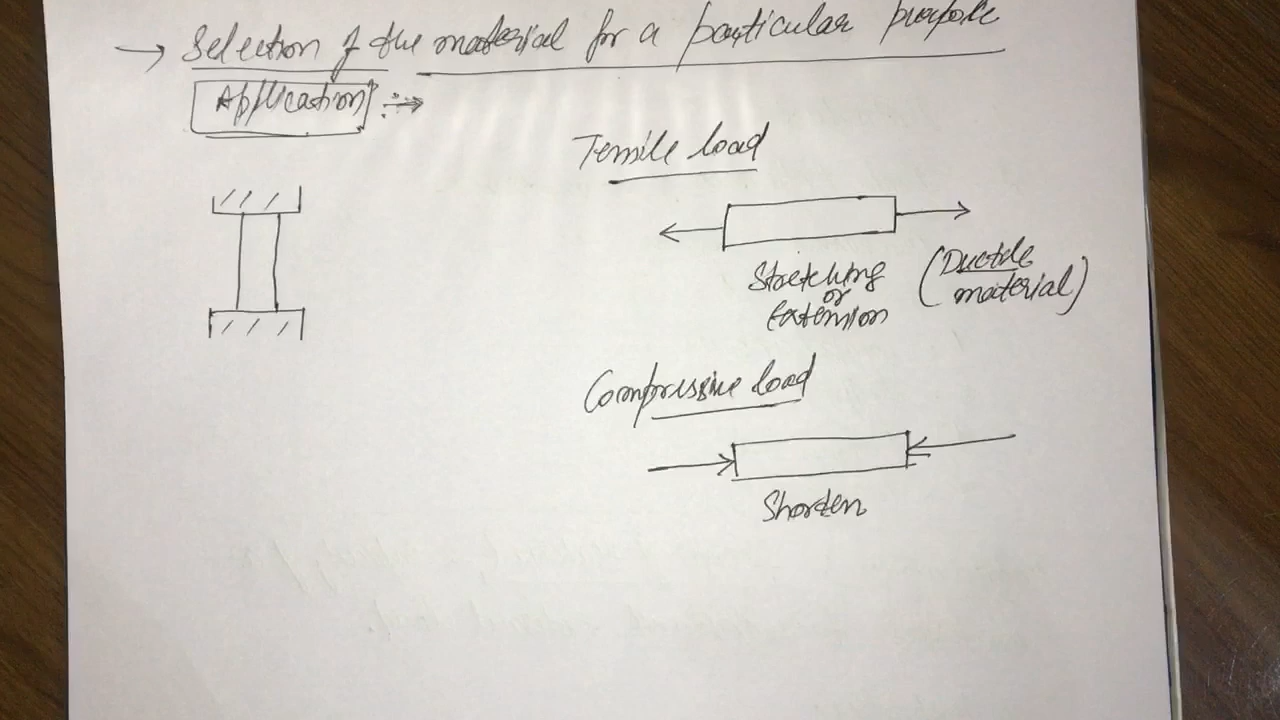 → Selection of the material for a particular purpose
Application :→
Tensile load
Stretching
or
Extension
(Ductile
material)
Compressive load
Shorten